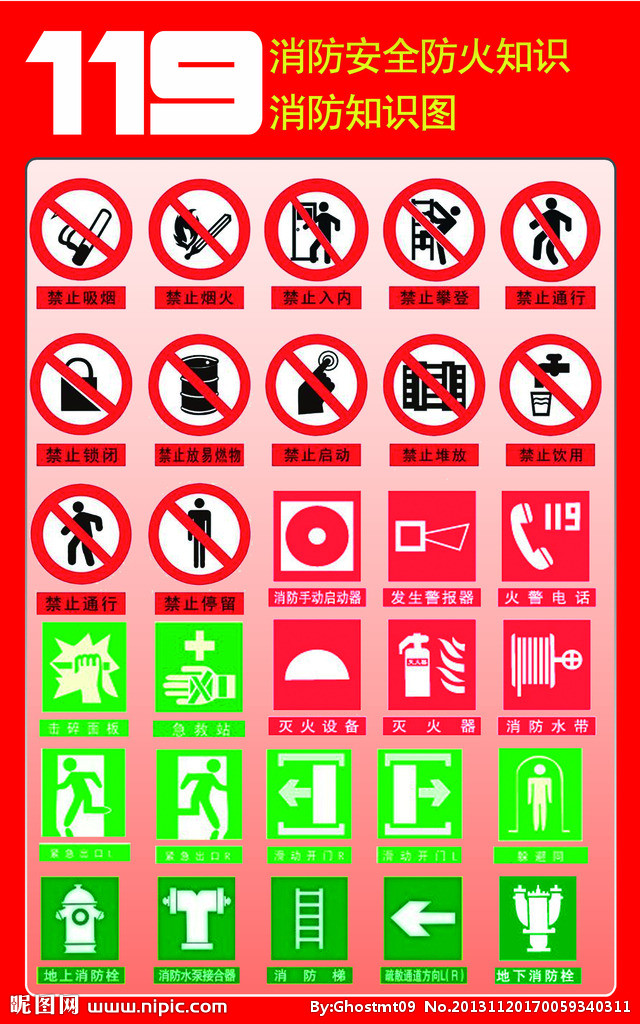 119
消防安全防火知识
消防知识图
禁止吸烟 禁止烟火 禁止入内 禁止攀登 禁止通行
禁止锁闭 禁止放易燃物 禁止启动 禁止堆放 禁止饮用
119
禁止通行 禁止停留 消防手动启动器 发生警报器 火警电话
灭火器
击碎面板 急救站 灭火设备 灭火器 消防水带
紧急出口L 紧急出口R 滑动开门R 滑动开门L 躲避间
地上消防栓 消防水泵接合器 消防梯 疏散通道方向L(R) 地下消防栓
昵图网 www.nipic.com By:Ghostmt09 No.20131120170059340311